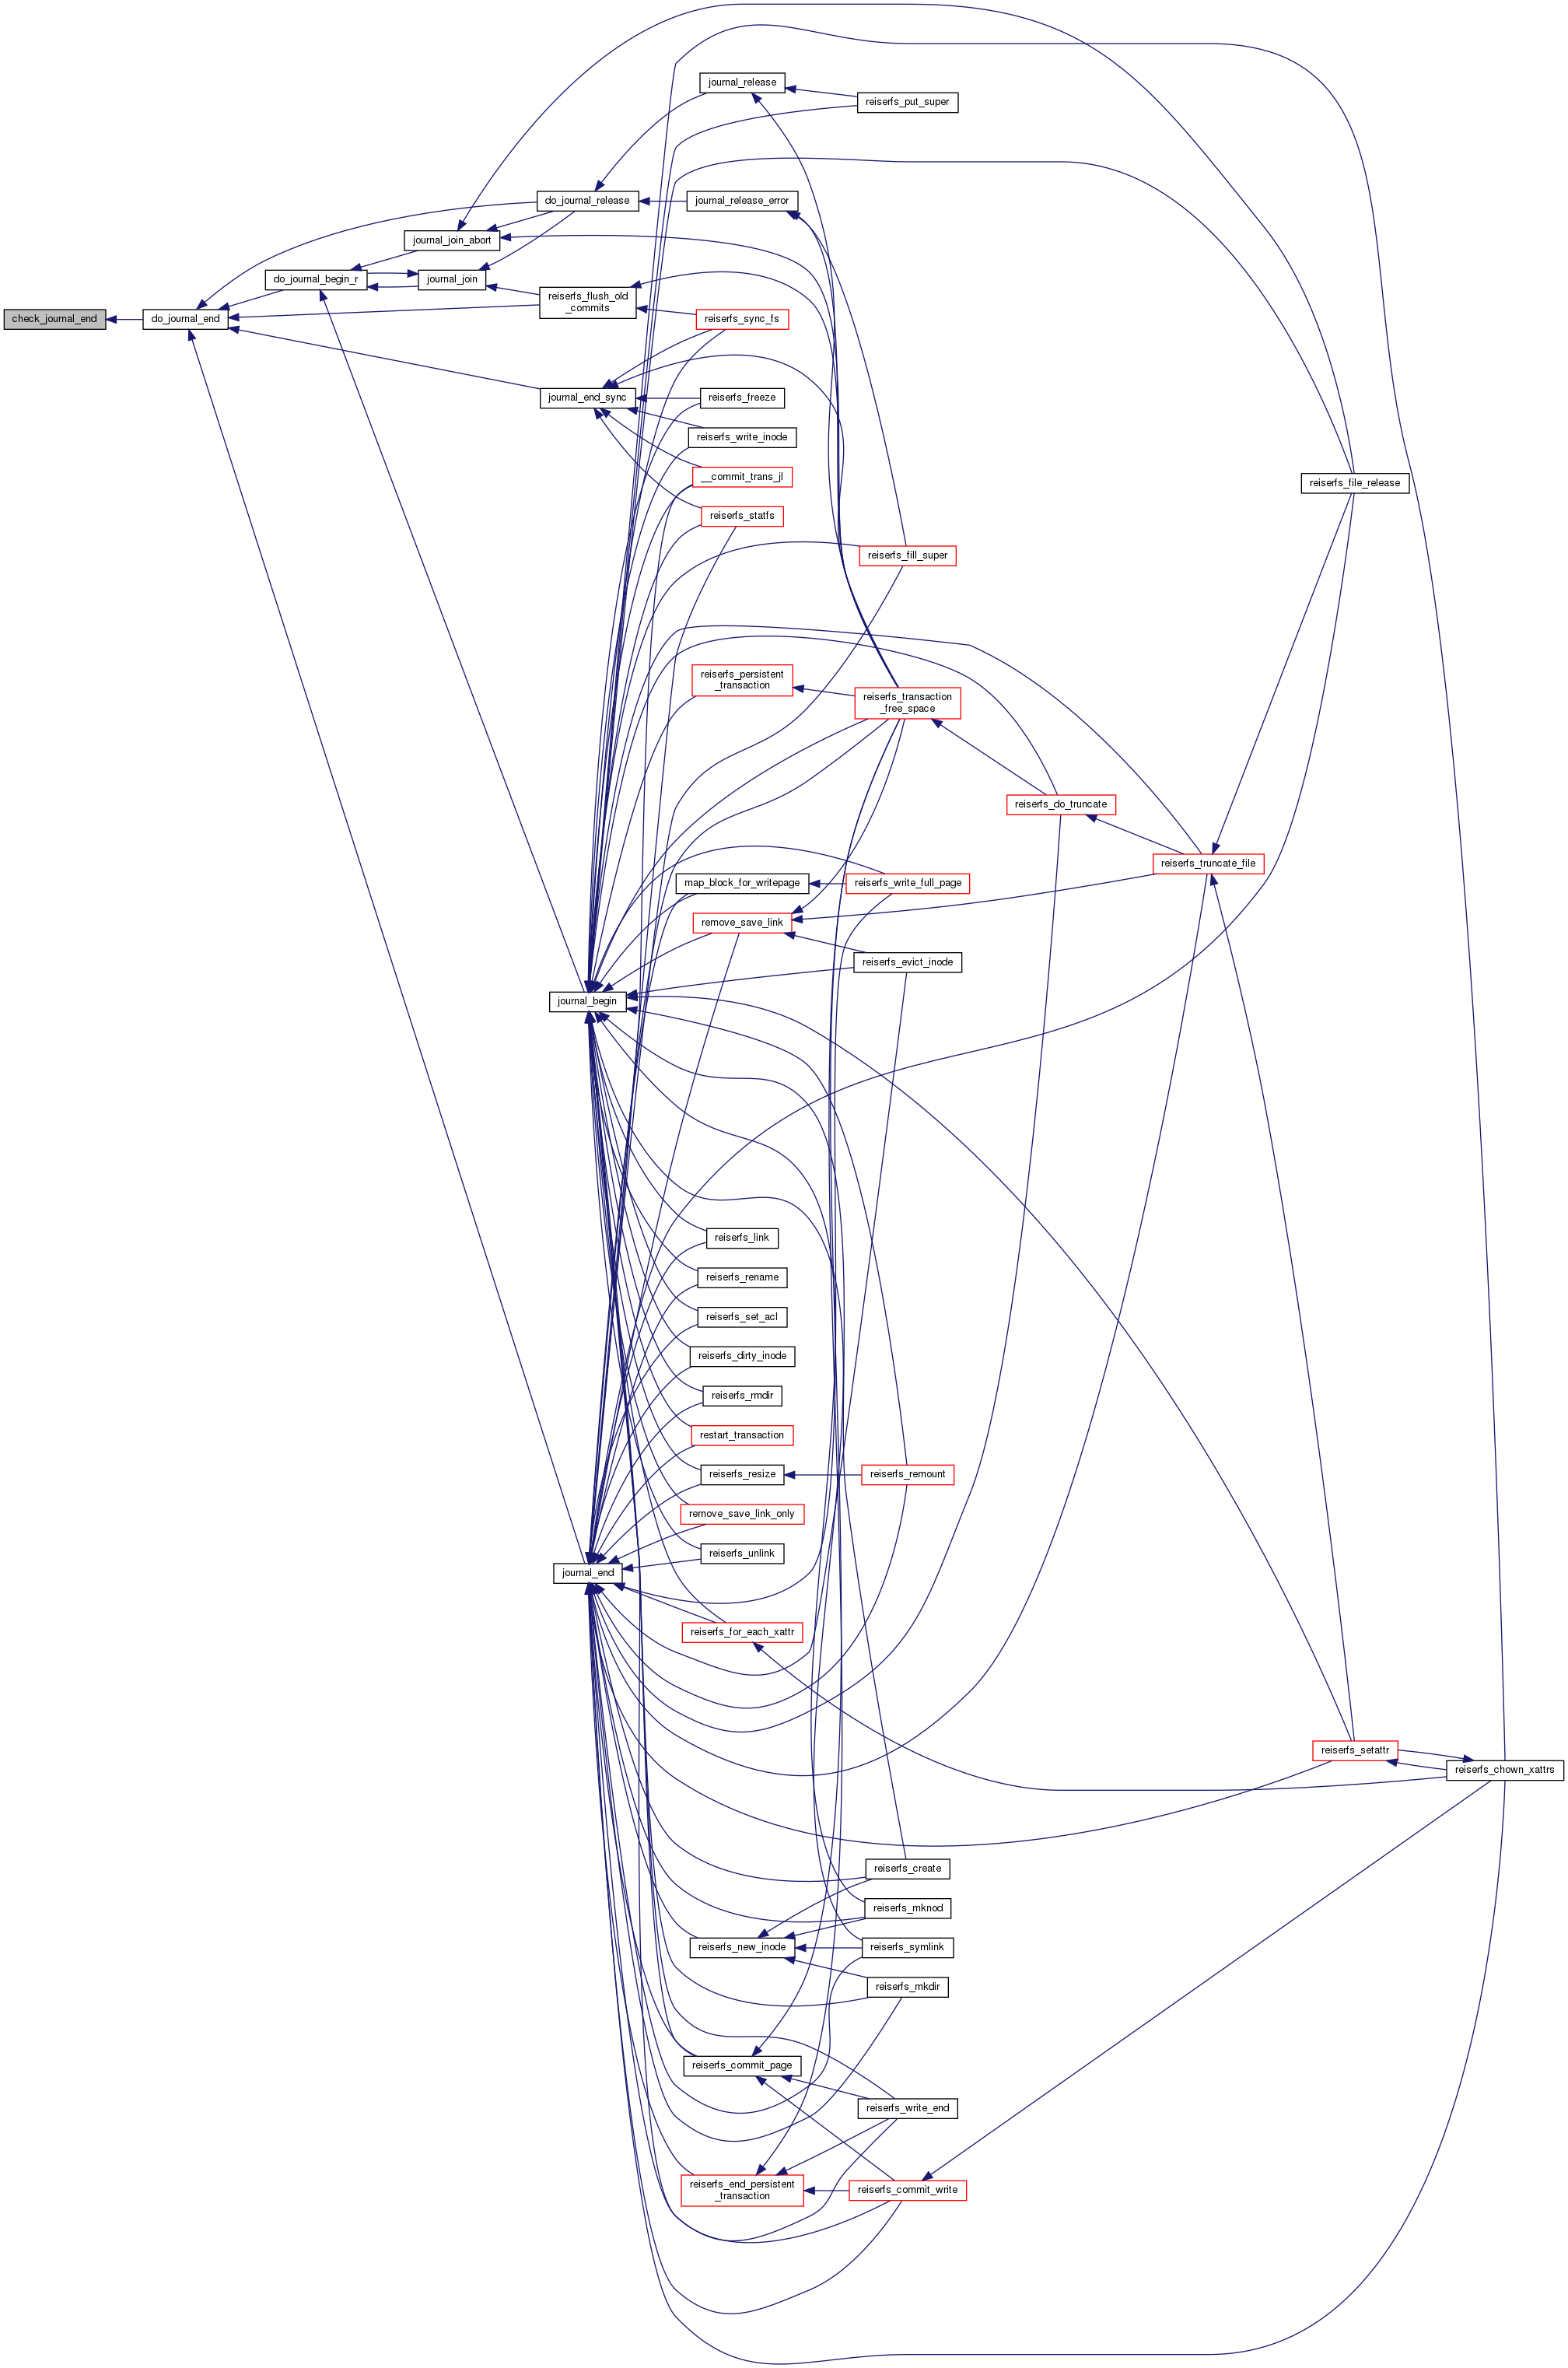 journal_release
reiserfs_put_super
do_journal_release
journal_release_error
journal_join_abort
do_journal_begin_r
journal_join
reiserfs_flush_old
_commits
check_journal_end
do_journal_end
reiserfs_sync_fs
journal_end_sync
reiserfs_freeze
reiserfs_write_inode
__commit_trans_jl
reiserfs_file_release
reiserfs_statfs
reiserfs_fill_super
reiserfs_persistent
_transaction
reiserfs_transaction
_free_space
reiserfs_do_truncate
reiserfs_truncate_file
map_block_for_writepage
reiserfs_write_full_page
remove_save_link
reiserfs_evict_inode
journal_begin
reiserfs_link
reiserfs_rename
reiserfs_set_acl
reiserfs_dirty_inode
reiserfs_rmdir
restart_transaction
reiserfs_resize
reiserfs_remount
remove_save_link_only
reiserfs_unlink
journal_end
reiserfs_for_each_xattr
reiserfs_setattr
reiserfs_chown_xattrs
reiserfs_create
reiserfs_mknod
reiserfs_new_inode
reiserfs_symlink
reiserfs_mkdir
reiserfs_commit_page
reiserfs_write_end
reiserfs_end_persistent
_transaction
reiserfs_commit_write